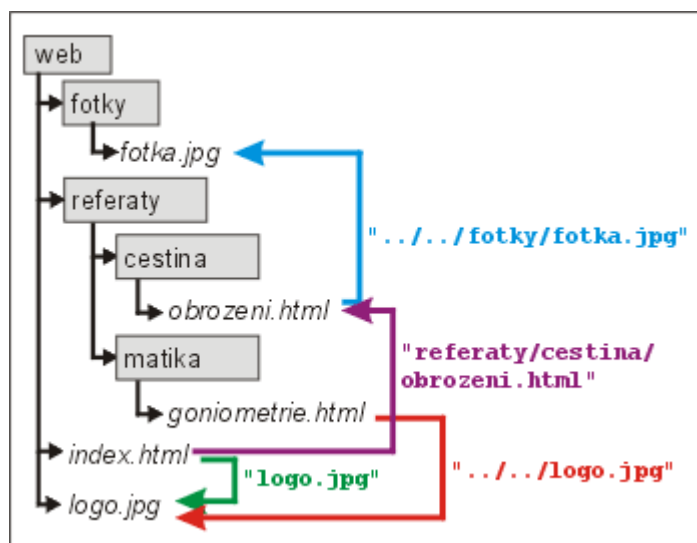 web
fotky
fotka.jpg
referaty
"../../fotky/fotka.jpg"
cestina
obrozeni.html
matika
"referaty/cestina/
obrozeni.html"
goniometrie.html
index.html
"logo.jpg"
"../../logo.jpg"
logo.jpg